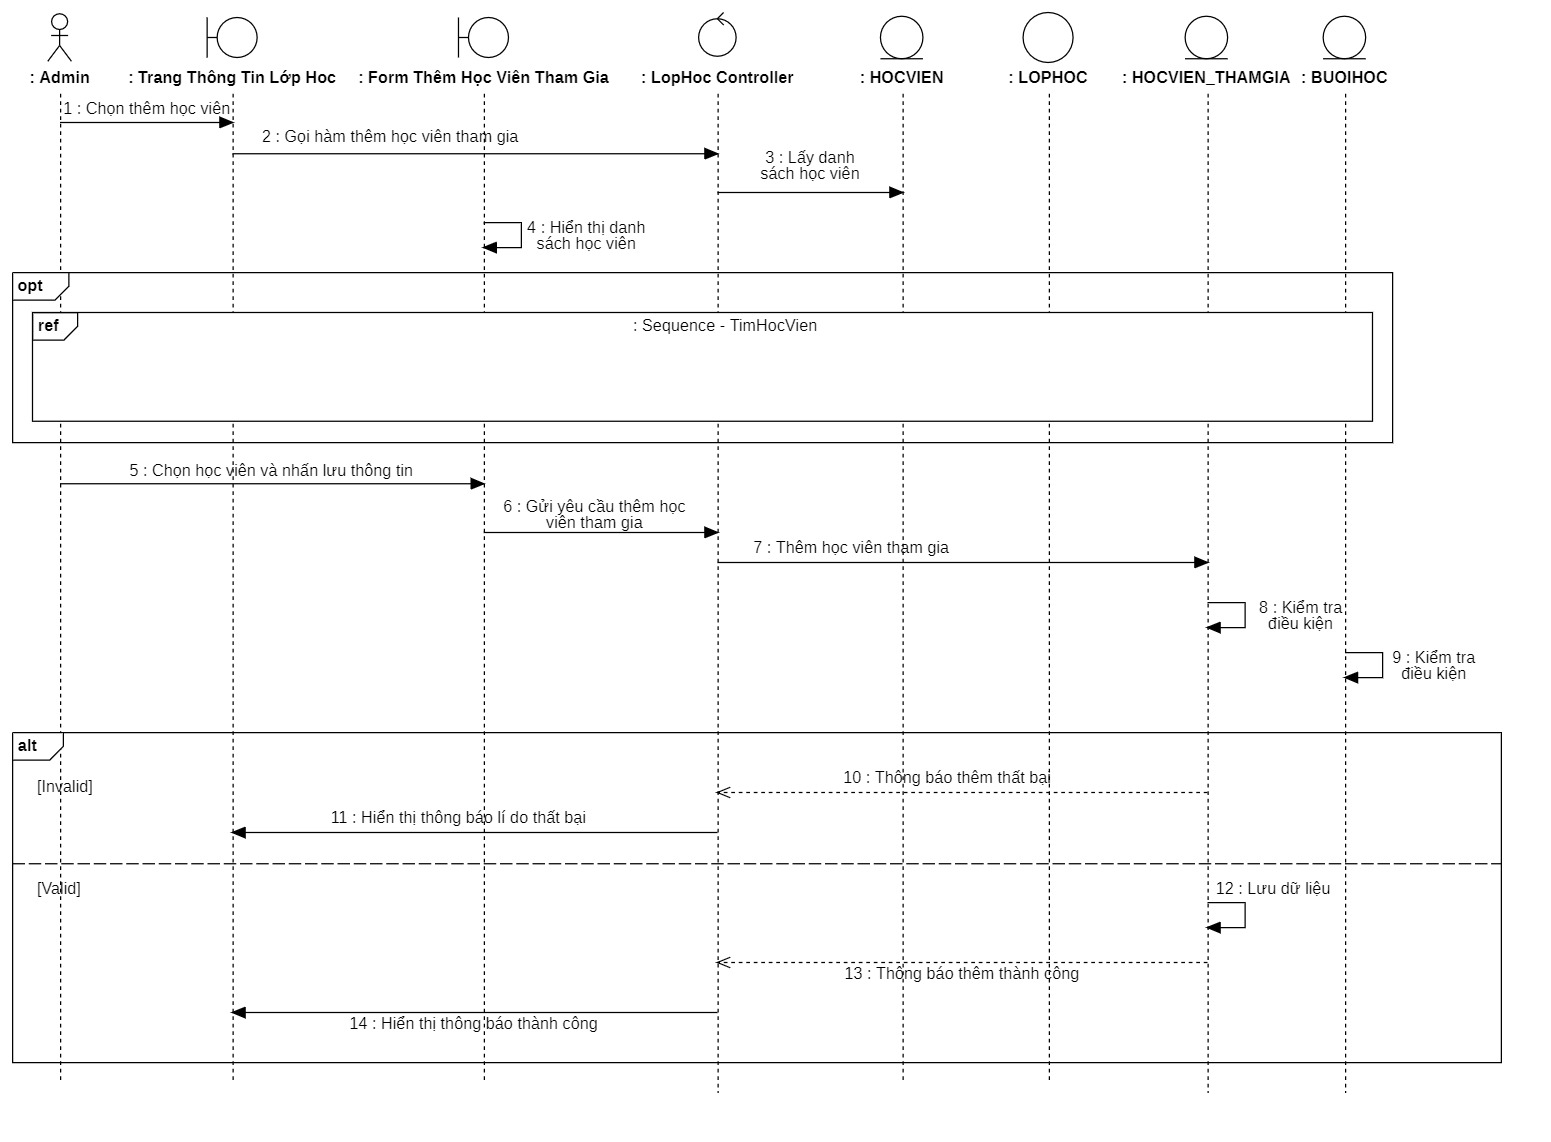 : Admin
: Trang Thông Tin Lớp Hoc
: Form Thêm Học Viên Tham Gia
: LopHoc Controller
: HOCVIEN
: LOPHOC
: HOCVIEN_THAMGIA
: BUOIHOC
1 : Chọn thêm học viên
2 : Gọi hàm thêm học viên tham gia
3 : Lấy danh
sách học viên
4 : Hiển thị danh
sách học viên
opt
ref
: Sequence - TimHocVien
5 : Chọn học viên và nhấn lưu thông tin
6 : Gửi yêu cầu thêm học
viên tham gia
7 : Thêm học viên tham gia
8 : Kiểm tra
điều kiện
9 : Kiểm tra
điều kiện
alt
[Invalid]
10 : Thông báo thêm thất bại
11 : Hiển thị thông báo lí do thất bại
[Valid]
12 : Lưu dữ liệu
13 : Thông báo thêm thành công
14 : Hiển thị thông báo thành công